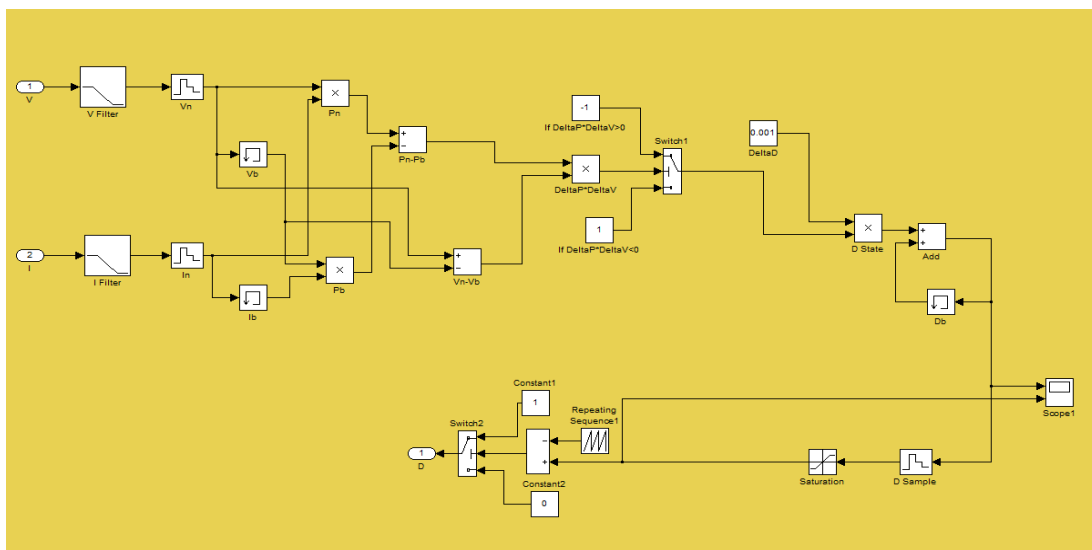 1
V
V Filter
Vn
×
Pn
-1
If DeltaP*DeltaV>0
Switch1
0.001
DeltaD
+
−
Pn-Pb
Vb
×
DeltaP*DeltaV
1
If DeltaP*DeltaV<0
×
D State
+
+
Add
2
I
I Filter
In
×
Pb
+
−
Vn-Vb
Ib
Db
Scope1
Constant1
1
Repeating
Sequence1
Switch2
1
D
−
+
Constant2
0
Saturation
D Sample